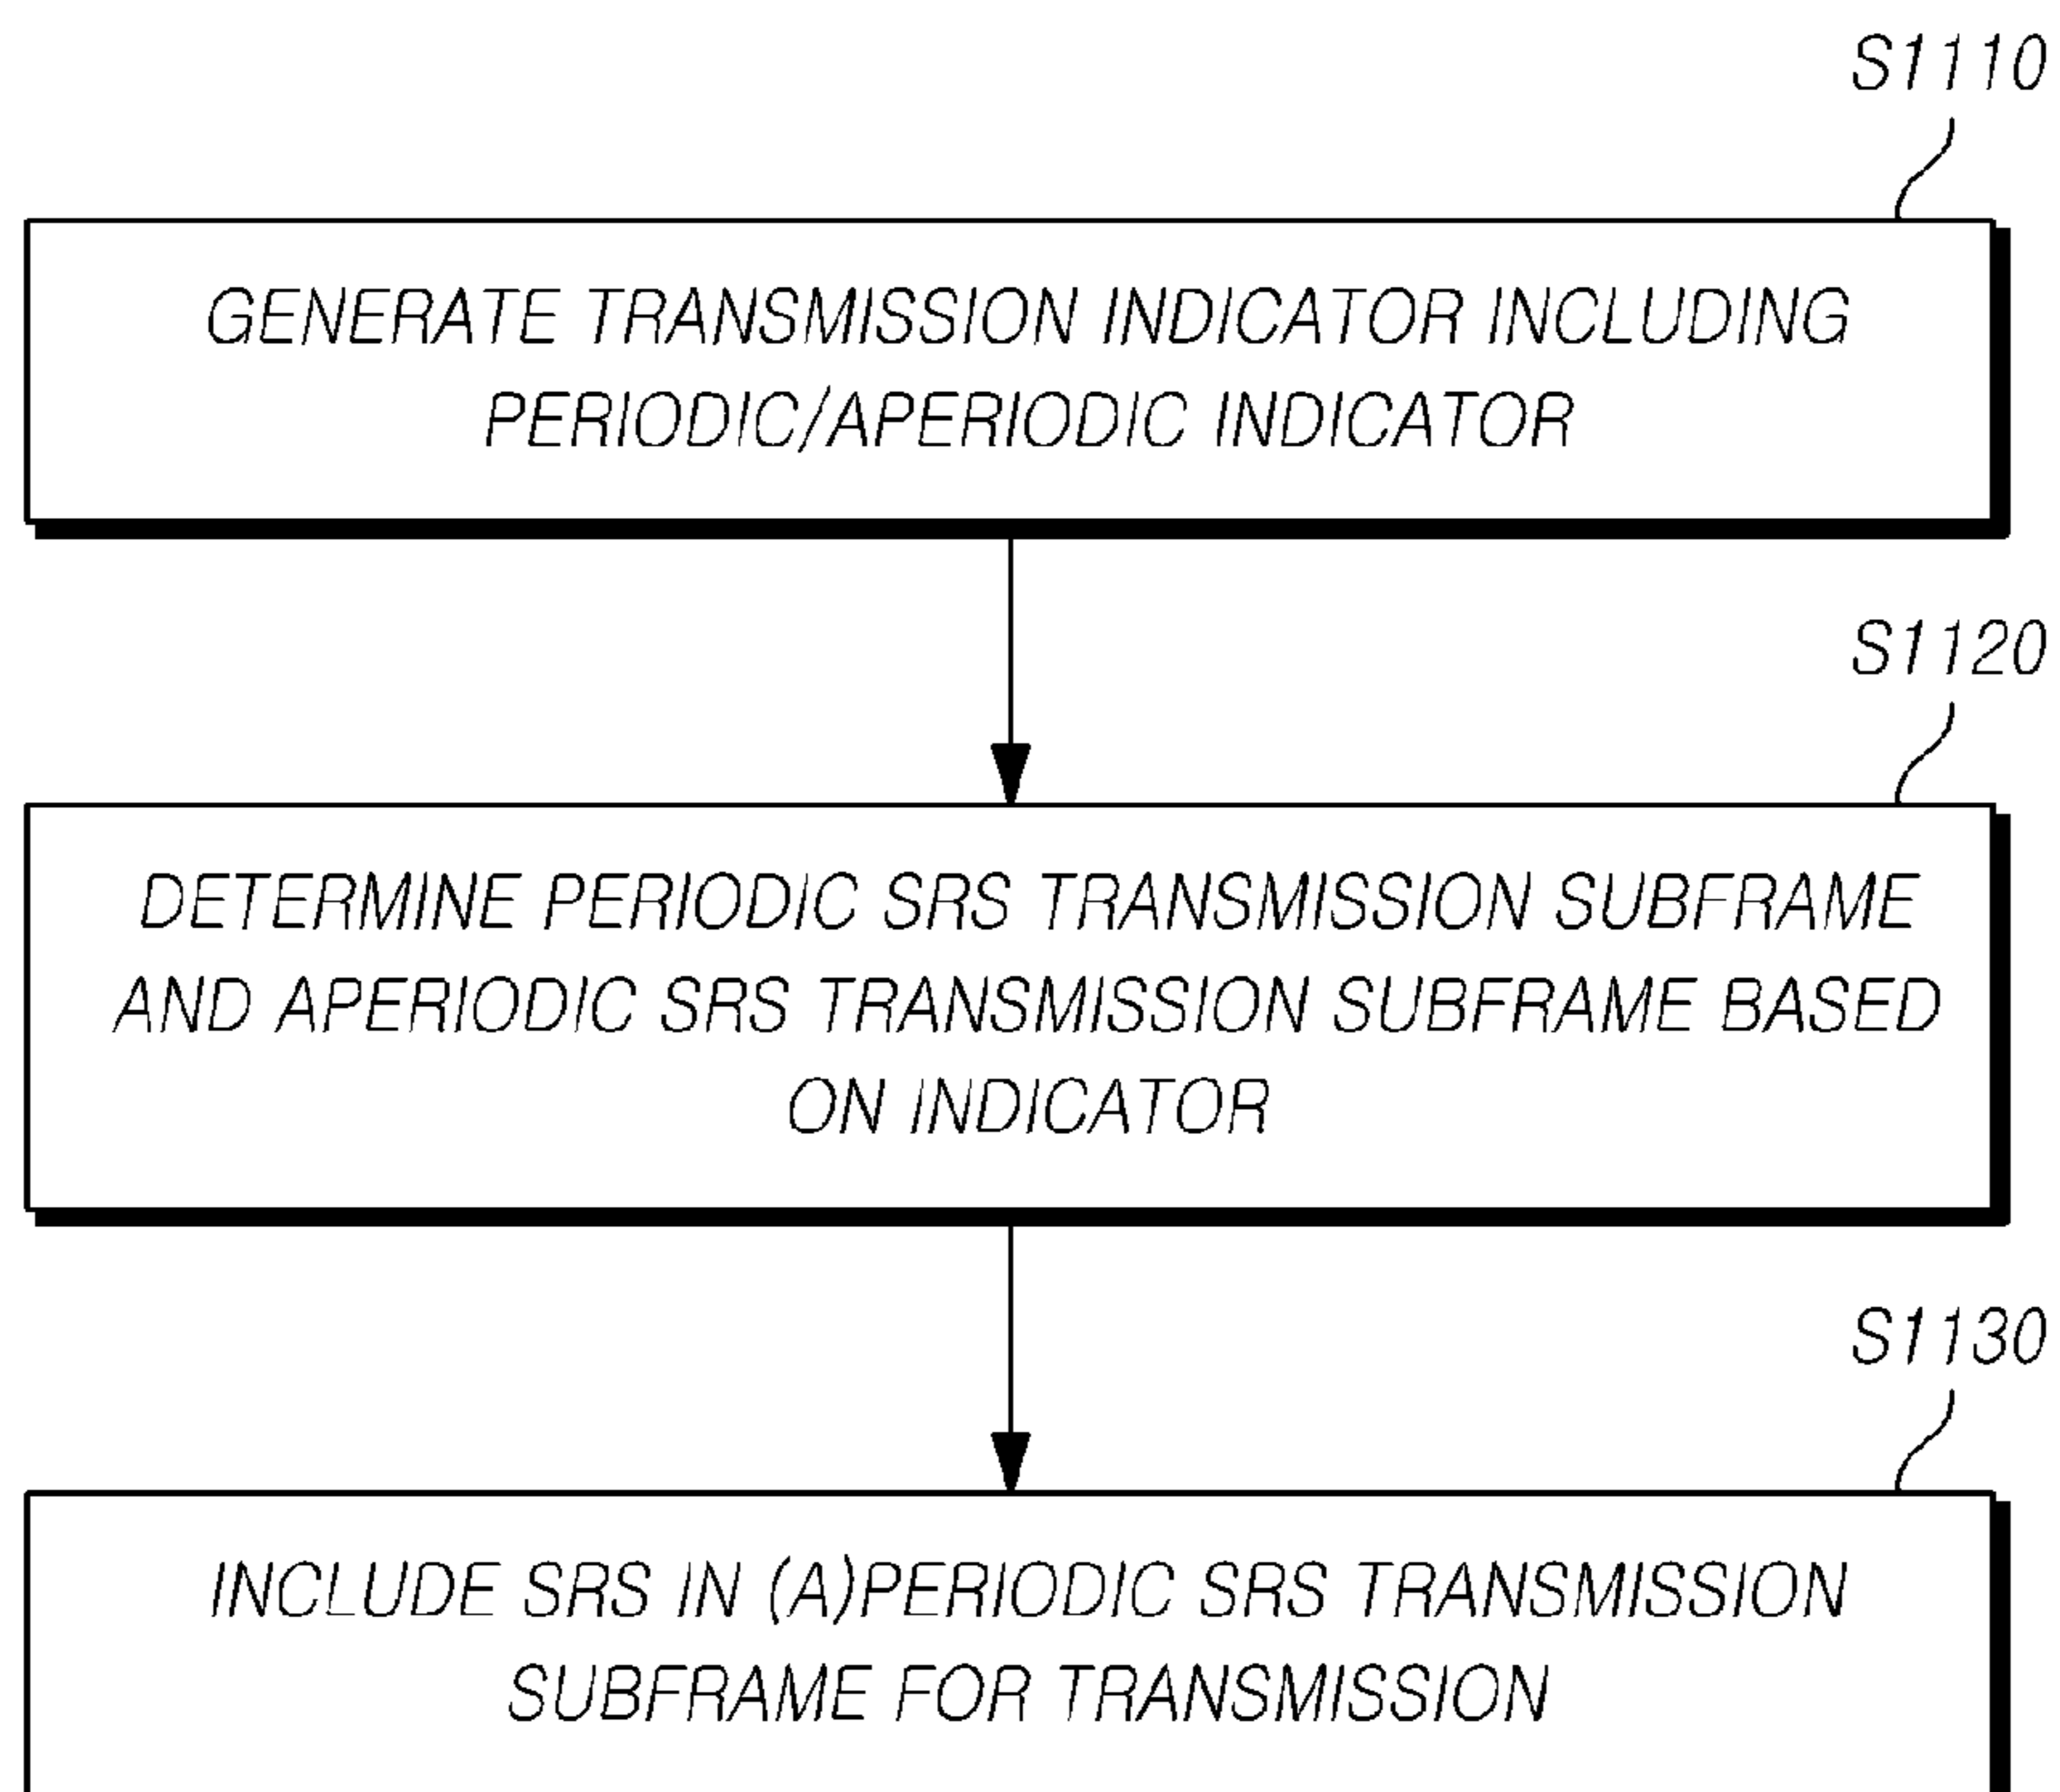 S1110
GENERATE TRANSMISSION INDICATOR INCLUDING
PERIODIC/APERIODIC INDICATOR
S1120
DETERMINE PERIODIC SRS TRANSMISSION SUBFRAME
AND APERIODIC SRS TRANSMISSION SUBFRAME BASED
ON INDICATOR
S1130
INCLUDE SRS IN (A)PERIODIC SRS TRANSMISSION
SUBFRAME FOR TRANSMISSION